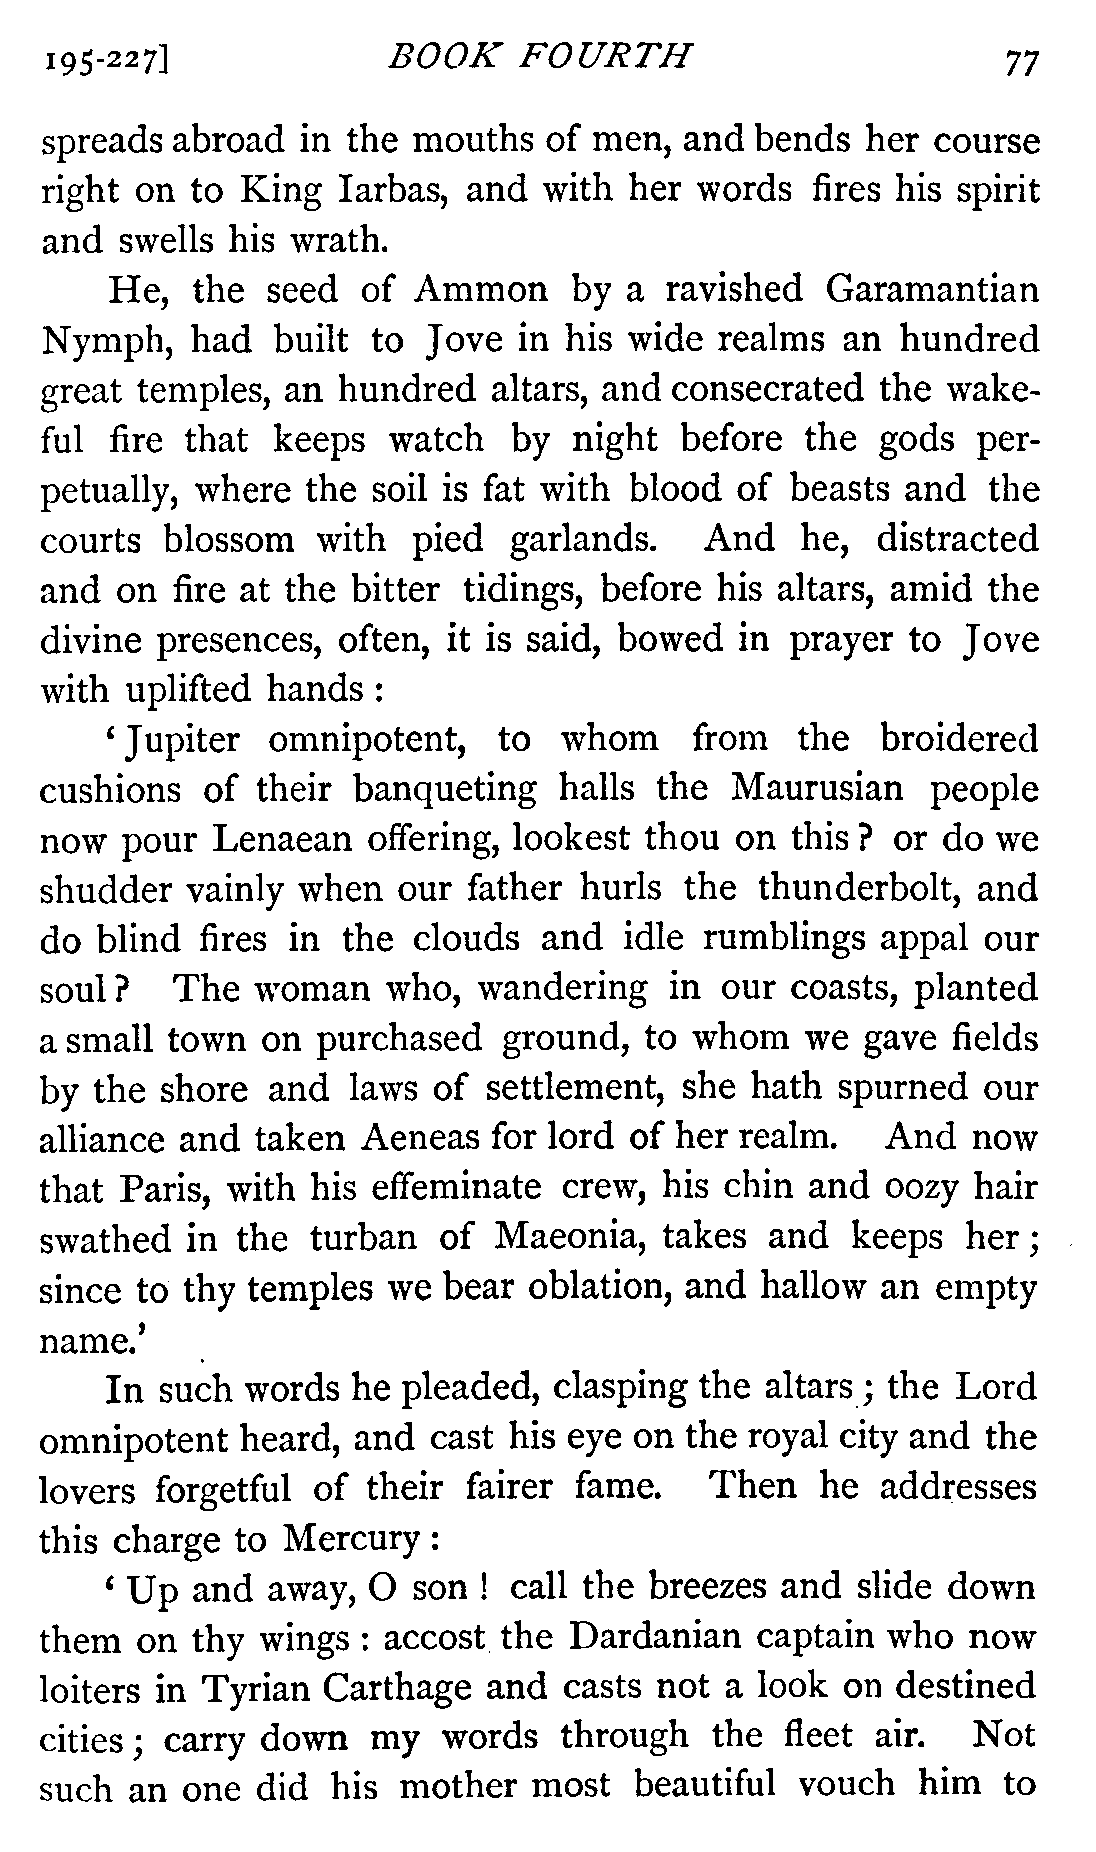 195-227] BOOK FOURTH 77
spreads abroad in the mouths of men, and bends her course
right on to King Iarbas, and with her words fires his spirit
and swells his wrath.
He, the seed of Ammon by a ravished Garamantian
Nymph, had built to Jove in his wide realms an hundred
great temples, an hundred altars, and consecrated the wake-
ful fire that keeps watch by night before the gods per-
petually, where the soil is fat with blood of beasts and the
courts blossom with pied garlands. And he, distracted
and on fire at the bitter tidings, before his altars, amid the
divine presences, often, it is said, bowed in prayer to Jove
with uplifted hands :
‘ Jupiter omnipotent, to whom from the broidered
cushions of their banqueting halls the Maurusian people
now pour Lenaean offering, lookest thou on this ? or do we
shudder vainly when our father hurls the thunderbolt, and
do blind fires in the clouds and idle rumblings appal our
soul ? The woman who, wandering in our coasts, planted
a small town on purchased ground, to whom we gave fields
by the shore and laws of settlement, she hath spurned our
alliance and taken Aeneas for lord of her realm. And now
that Paris, with his effeminate crew, his chin and oozy hair
swathed in the turban of Maeonia, takes and keeps her ;
since to thy temples we bear oblation, and hallow an empty
name.’
In such words he pleaded, clasping the altars ; the Lord
omnipotent heard, and cast his eye on the royal city and the
lovers forgetful of their fairer fame. Then he addresses
this charge to Mercury :
‘ Up and away, O son ! call the breezes and slide down
them on thy wings : accost the Dardanian captain who now
loiters in Tyrian Carthage and casts not a look on destined
cities ; carry down my words through the fleet air. Not
such an one did his mother most beautiful vouch him to